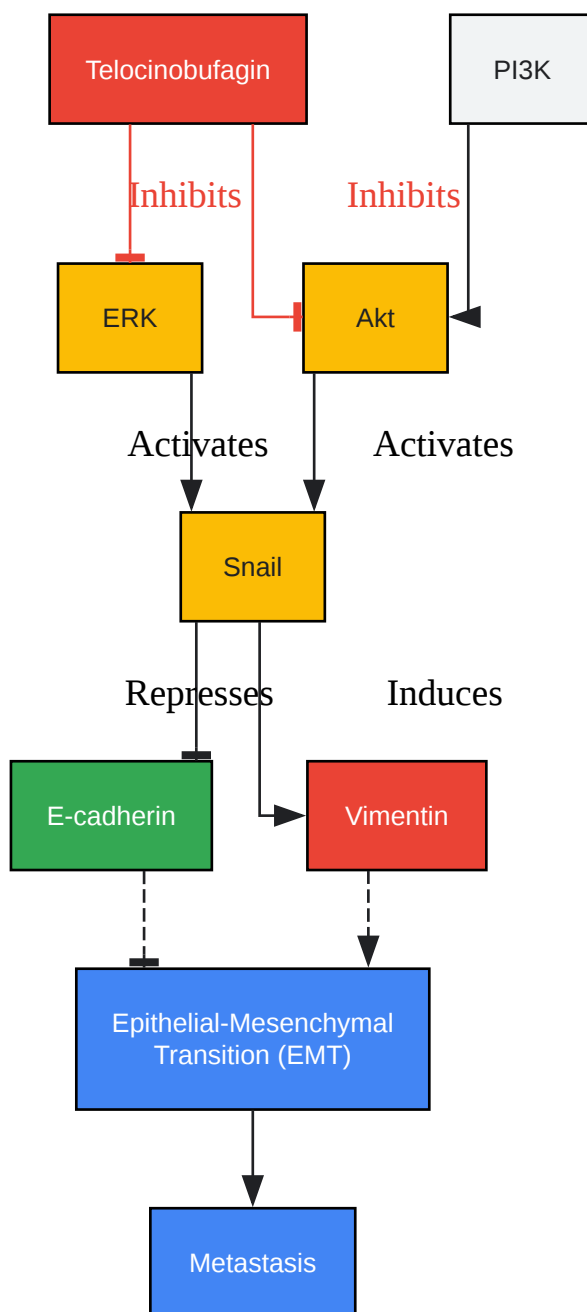 Telocinobufagin
PI3K
Inhibits
Inhibits
ERK
Akt
Activates
Activates
Snail
Represses
Induces
E-cadherin
Vimentin
Epithelial-Mesenchymal
Transition (EMT)
Metastasis